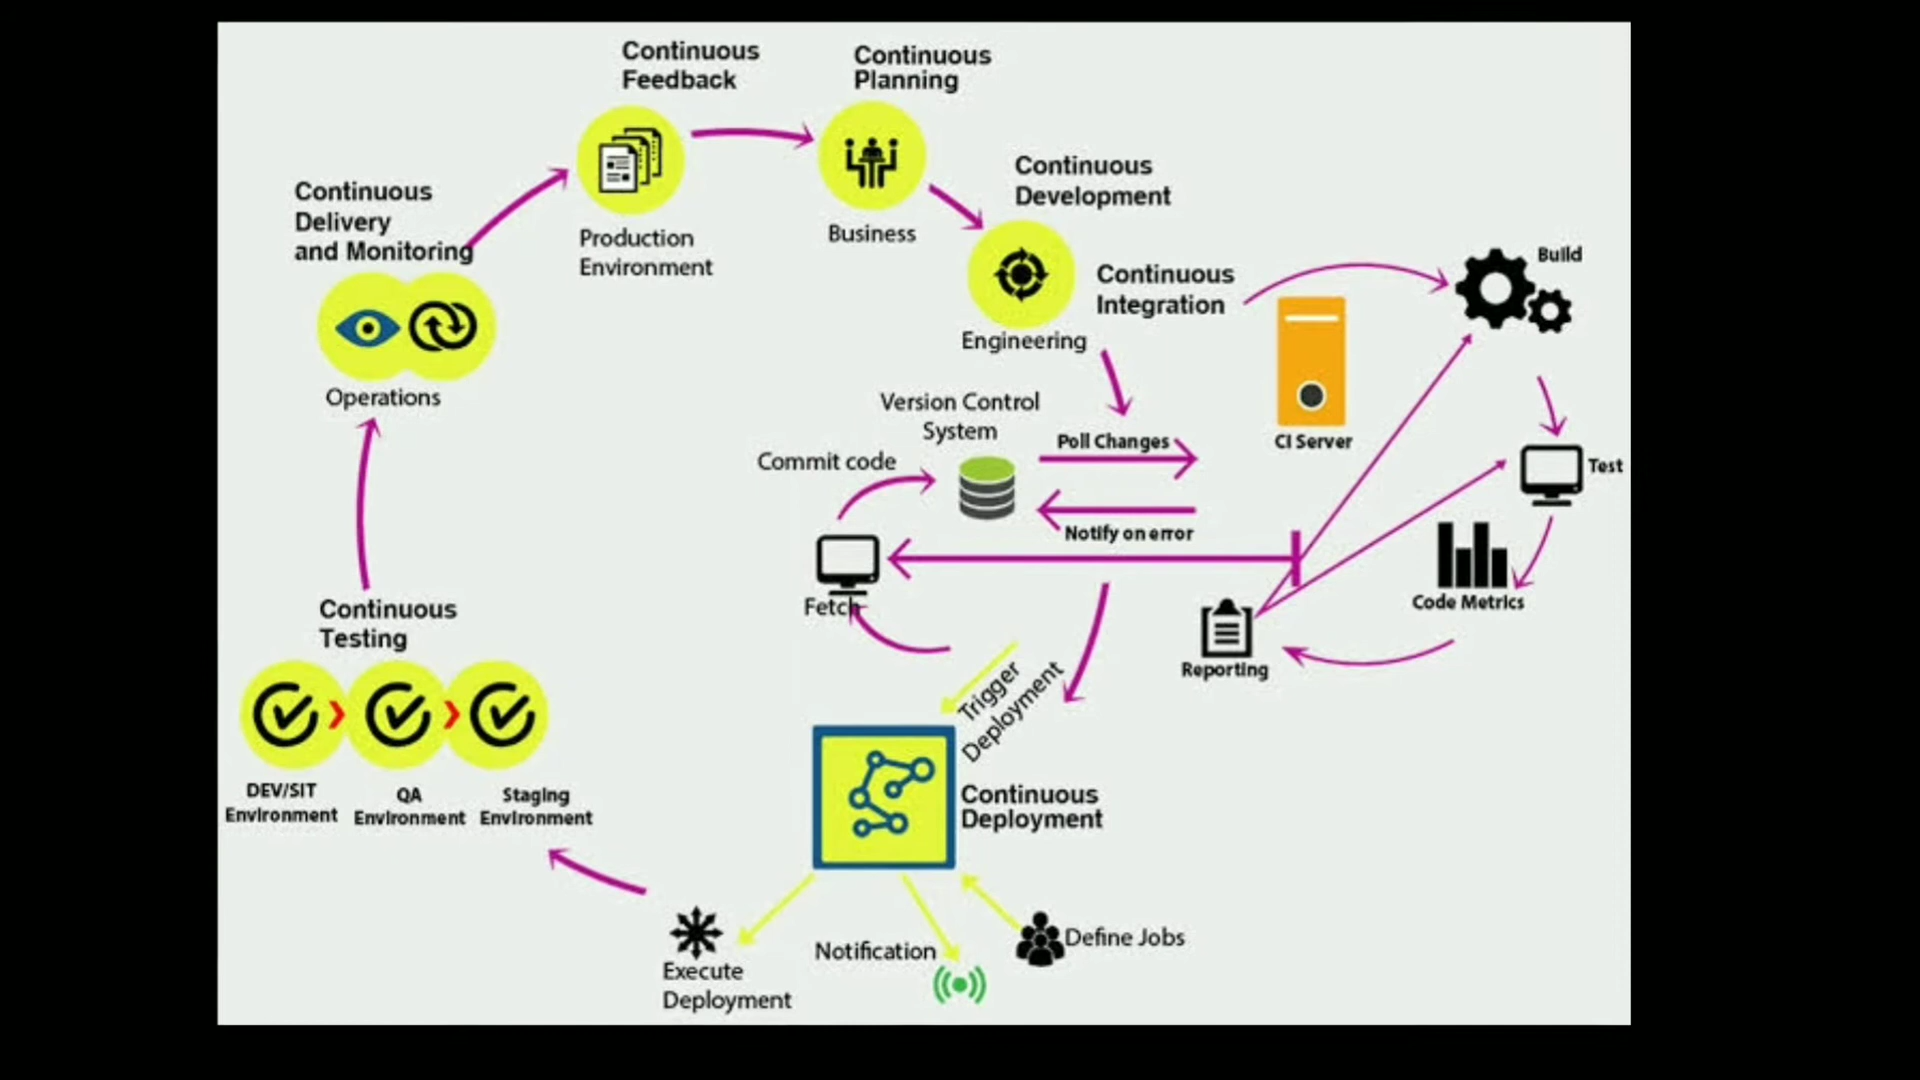 Continuous
Feedback
Continuous
Planning
Continuous
Development
Continuous
Delivery
and Monitoring
Production
Environment
Business
Engineering
Continuous
Integration
Build
Operations
Version Control
System
Commit code
Poll Changes
CI Server
Test
Notify on error
Fetch
Code Metrics
Reporting
Continuous
Testing
Trigger
Deployment
DEV/SIT
Environment
QA
Environment
Staging
Environment
Continuous
Deployment
Define Jobs
Notification
Execute
Deployment